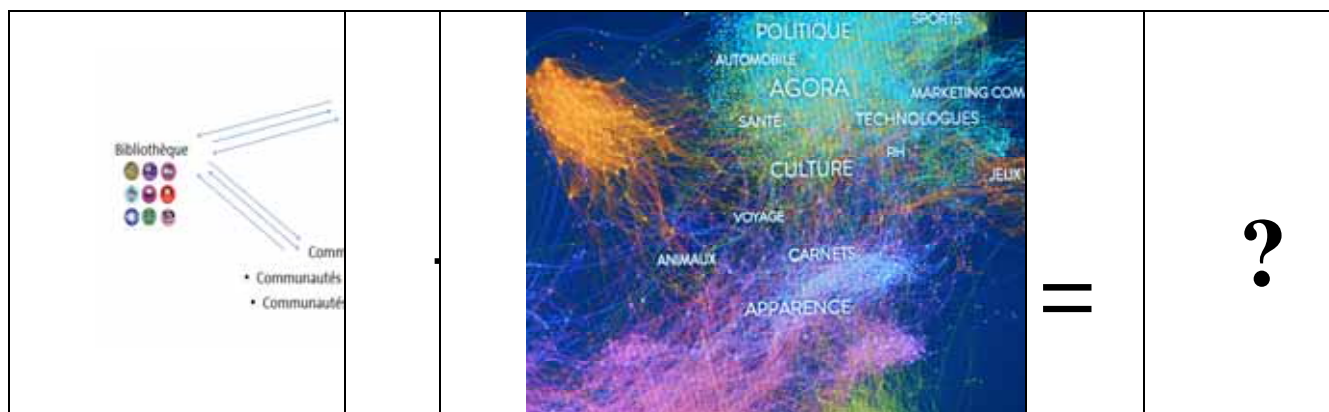 Bibliothèque
Comm
• Communautés
• Communautés
.
SPORTS
POLITIQUE
AUTOMOBILE
AGORA
MARKETING COM
SANTÉ
TECHNOLOGUES
RH
CULTURE
JEUX
VOYAGE
ANIMAUX
CARNETS
APPARENCE
=
?